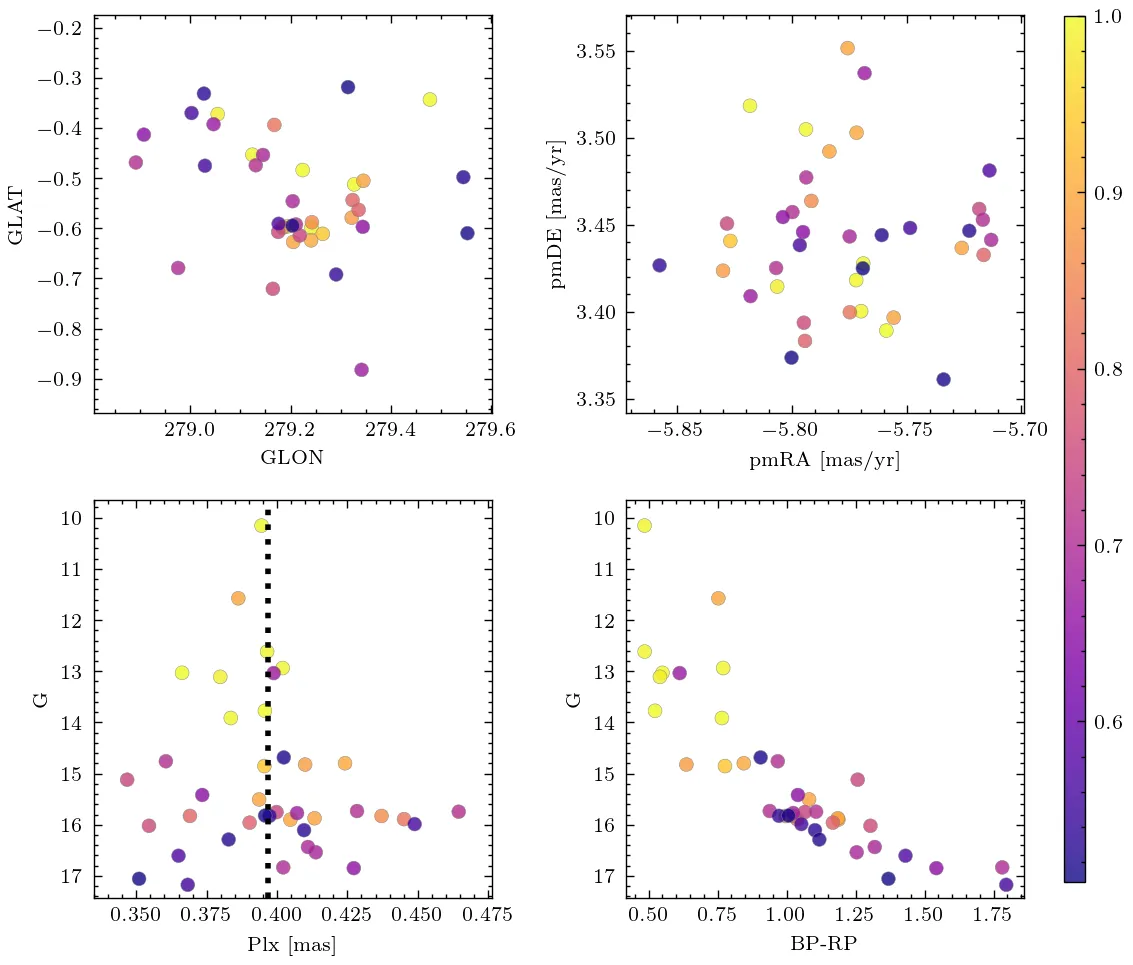 −0.2
−0.3
−0.4
−0.5
−0.6
−0.7
−0.8
−0.9
GLAT
279.0 279.2 279.4 279.6
GLON
3.55
3.50
3.45
3.40
3.35
pmDE [mas/yr]
−5.85 −5.80 −5.75 −5.70
pmRA [mas/yr]
1.0
0.9
0.8
0.7
0.6
10
11
12
13
14
15
16
17
G
0.350 0.375 0.400 0.425 0.450 0.475
Plx [mas]
10
11
12
13
14
15
16
17
G
0.50 0.75 1.00 1.25 1.50 1.75
BP-RP